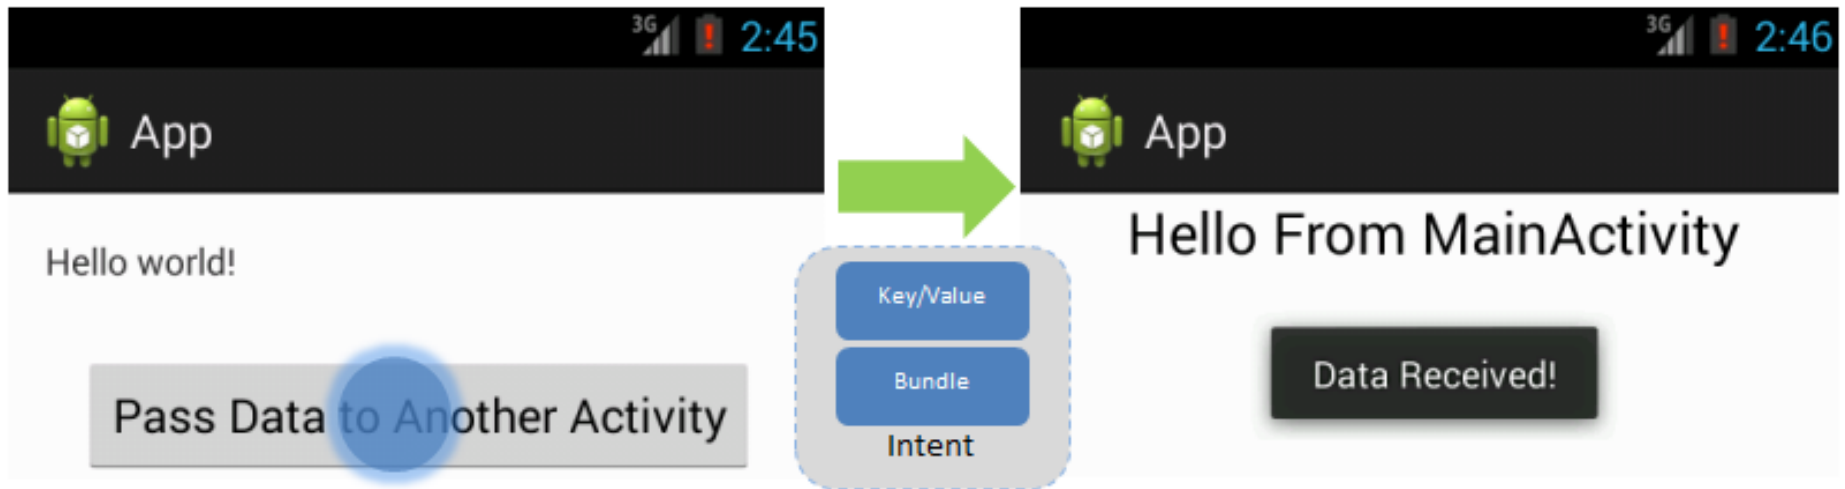 3G 2:45
App
Hello world!
Pass Data to Another Activity
Key/Value
Bundle
Intent
3G 2:46
App
Hello From MainActivity
Data Received!